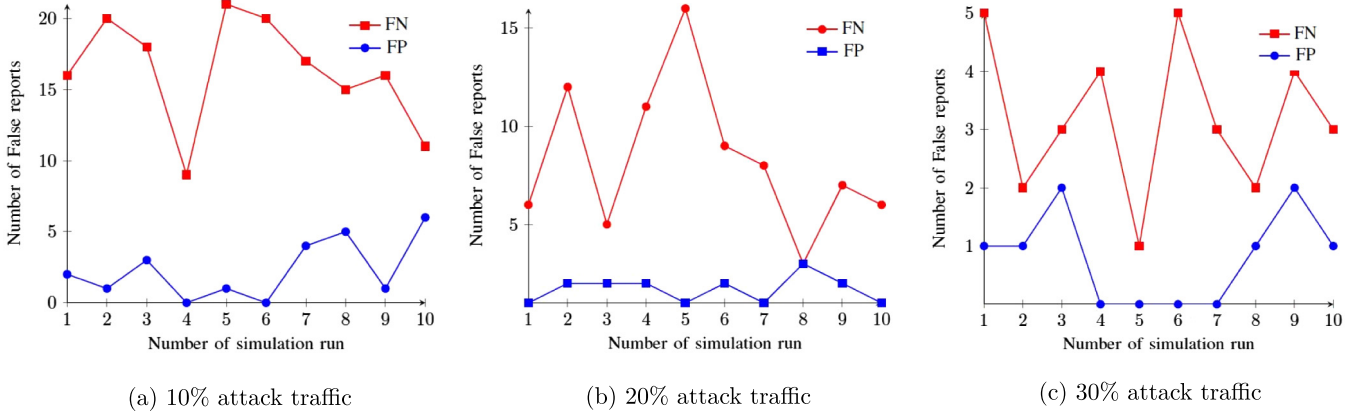 20
15
10
5
0
Number of False reports
FN
FP
1 2 3 4 5 6 7 8 9 10
Number of simulation run
(a) 10% attack traffic
15
10
5
Number of False reports
FN
FP
1 2 3 4 5 6 7 8 9 10
Number of simulation run
(b) 20% attack traffic
5
4
3
2
1
Number of False reports
FN
FP
1 2 3 4 5 6 7 8 9 10
Number of simulation run
(c) 30% attack traffic